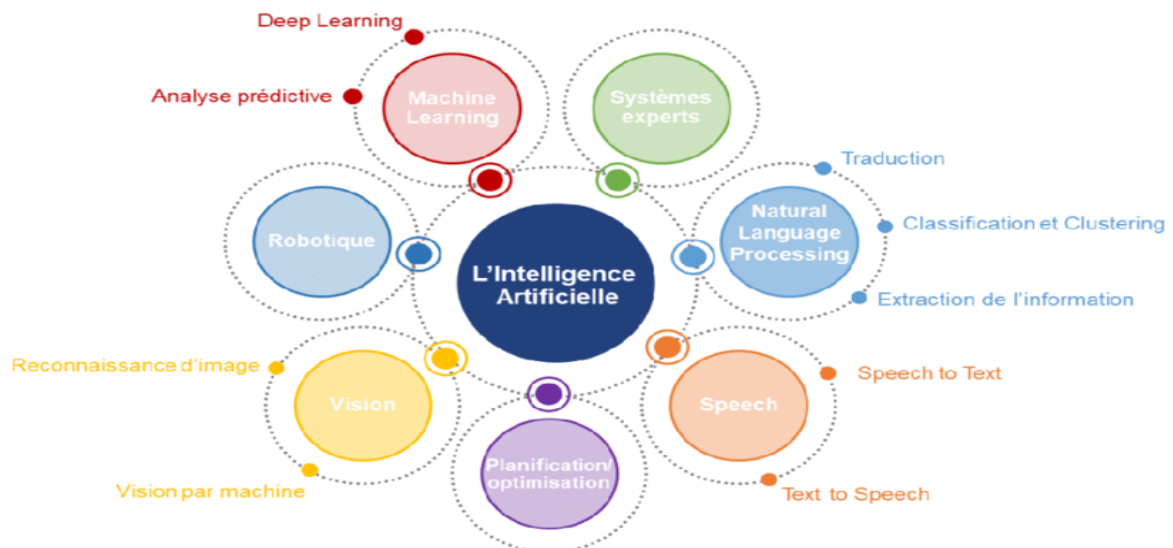 Deep Learning
Analyse prédictive
Machine
Learning
Systèmes
experts
Traduction
Classification et Clustering
Extraction de l'information
Natural
Language
Processing
Robotique
L'Intelligence
Artificielle
Reconnaissance d'image
Vision
Vision par machine
Planification/
optimisation
Speech
Speech to Text
Text to Speech